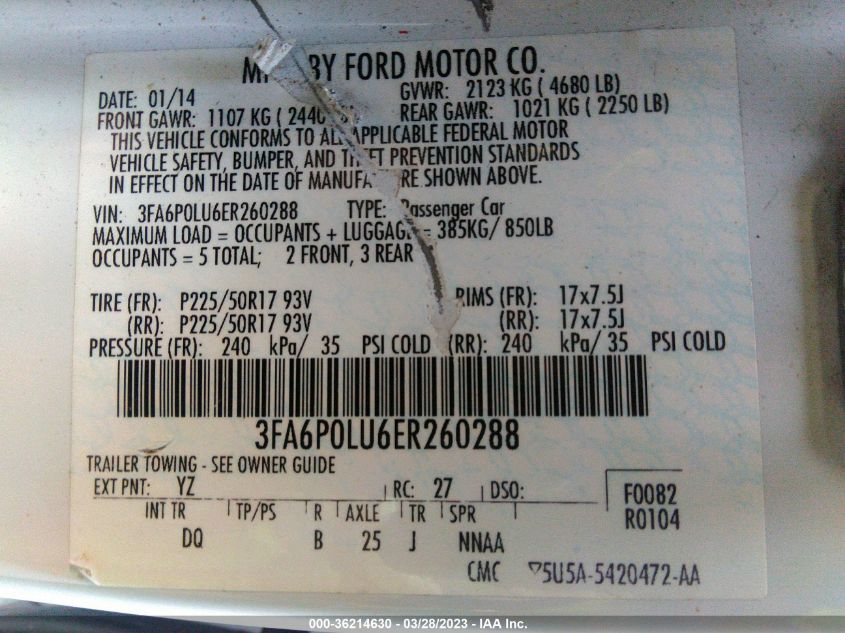 BY FORD MOTOR CO.
DATE: 01/14 GVWR: 2123 KG ( 4680 LB)
FRONT GAWR: 1107 KG ( 2440 REAR GAWR: 1021 KG ( 2250 LB)
THIS VEHICLE CONFORMS TO ALL APPLICABLE FEDERAL MOTOR
VEHICLE SAFETY, BUMPER, AND THEFT PREVENTION STANDARDS
IN EFFECT ON THE DATE OF MANUFACTURE SHOWN ABOVE.
VIN: 3FA6P0LU6ER260288 TYPE: Passenger Car
MAXIMUM LOAD = OCCUPANTS + LUGGAGE = 385KG/ 850LB
OCCUPANTS = 5 TOTAL; 2 FRONT, 3 REAR
TIRE (FR): P225/50R17 93V RIMS (FR): 17x7.5J
(RR): P225/50R17 93V (RR): 17x7.5J
PRESSURE (FR): 240 kPa/ 35 PSI COLD (RR): 240 kPa/ 35 PSI COLD
3FA6P0LU6ER260288
TRAILER TOWING - SEE OWNER GUIDE
EXT PNT: YZ RC: 27 DSO: F0082
INT TR TP/PS R AXLE TR SPR R0104
DQ B 25 J NNAA
CMC 5U5A-5420472-AA
000-36214630 - 03/28/2023 - IAA Inc.